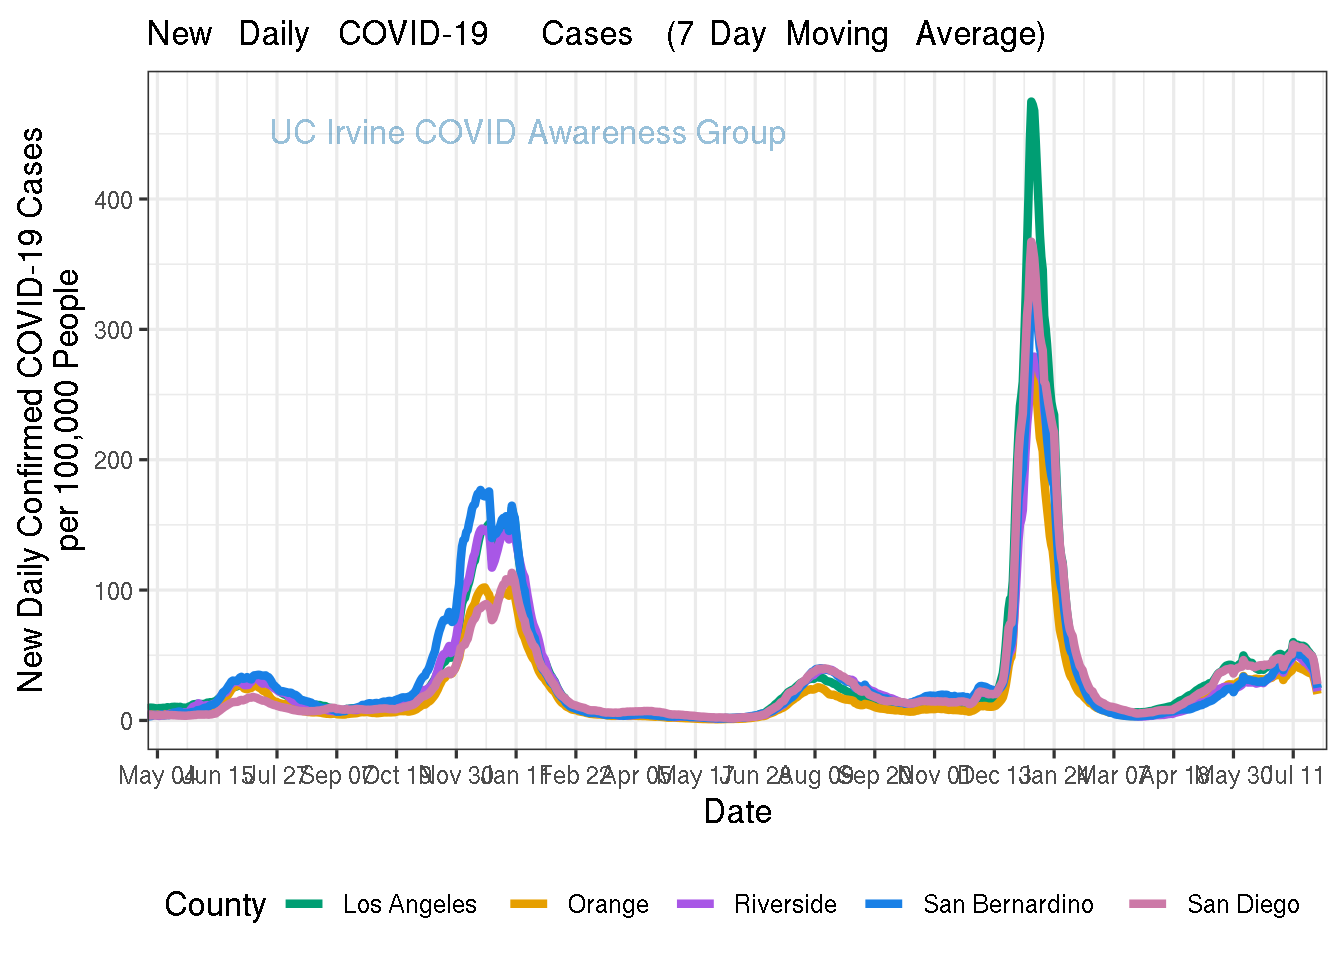 New Daily COVID-19 Cases (7 Day Moving Average)
UC Irvine COVID Awareness Group
New Daily Confirmed COVID-19 Cases
per 100,000 People
400
300
200
100
0
May 04 Jun 15 Jul 27 Sep 07 Oct 19 Nov 30 Jan 11 Feb 22 Apr 05 May 17 Jun 28 Aug 09 Sep 20 Nov 01 Dec 13 Jan 24 Mar 07 Apr 18 May 30 Jul 11
Date
County Los Angeles Orange Riverside San Bernardino San Diego